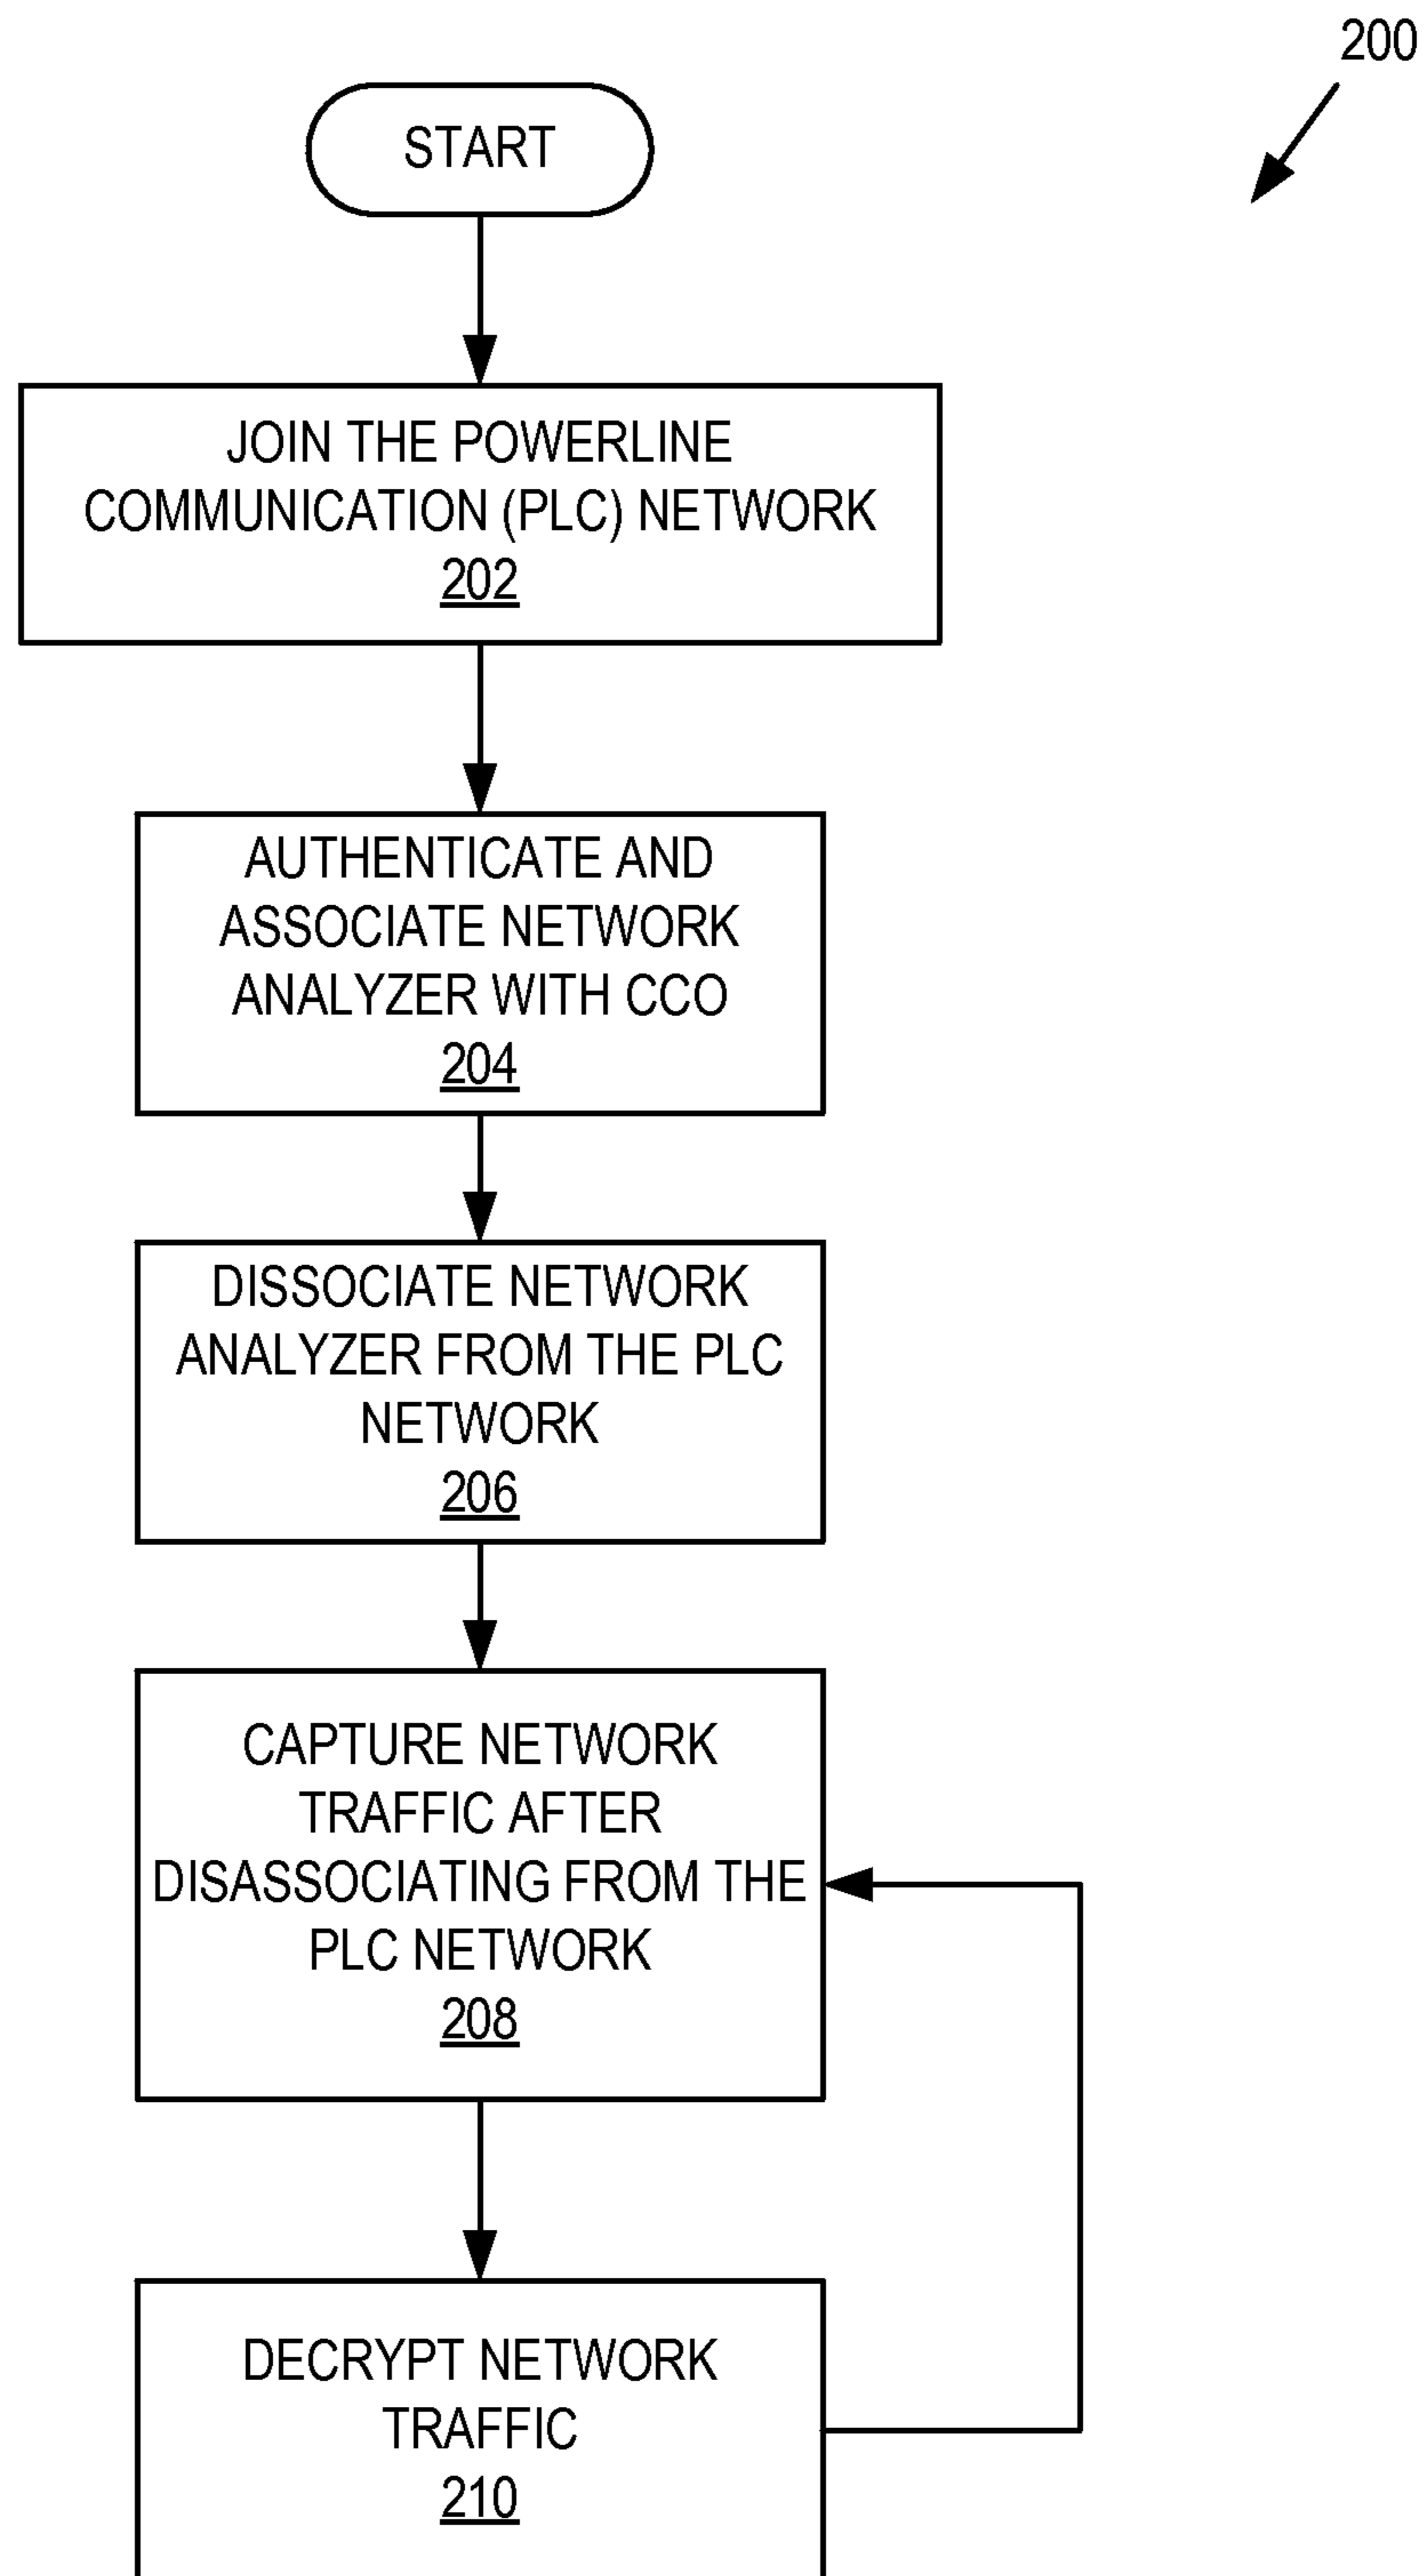 200
START
JOIN THE POWERLINE
COMMUNICATION (PLC) NETWORK
202
AUTHENTICATE AND
ASSOCIATE NETWORK
ANALYZER WITH CCO
204
DISSOCIATE NETWORK
ANALYZER FROM THE PLC
NETWORK
206
CAPTURE NETWORK
TRAFFIC AFTER
DISASSOCIATING FROM THE
PLC NETWORK
208
DECRYPT NETWORK
TRAFFIC
210